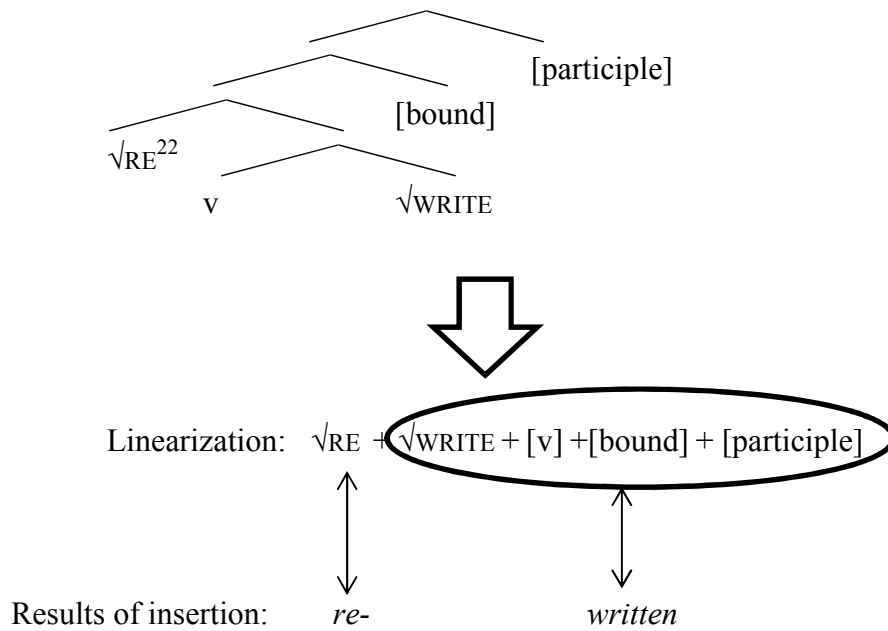 [participle]
[bound]
√RE²²
v √WRITE
Linearization: √RE + √WRITE + [v] +[bound] + [participle]
Results of insertion: re- written